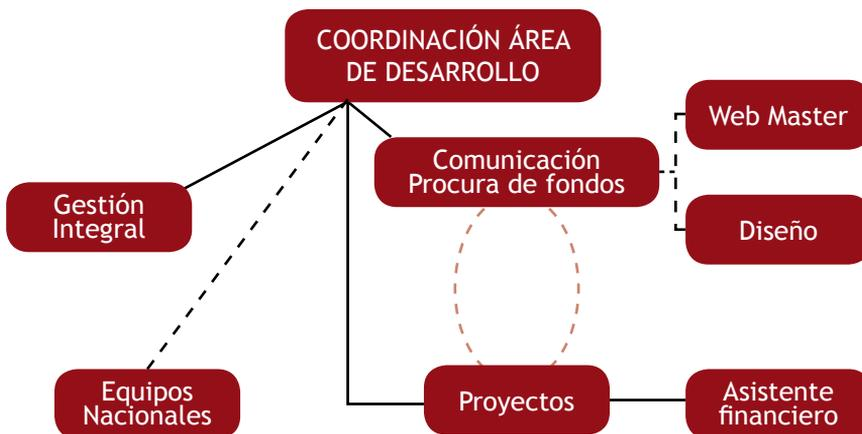 COORDINACIÓN ÁREA
DE DESARROLLO
Web Master
Comunicación
Procura de fondos
Gestión
Integral
Diseño
Equipos
Nacionales
Proyectos
Asistente
financiero